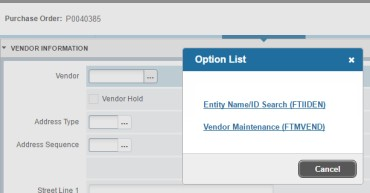 Purchase Order: P0040385
VENDOR INFORMATION
Vendor
...
Vendor Hold
Address Type
...
Address Sequence
...
Street Line 1
Option List
×
Entity Name/ID Search (FTIIDEN)
Vendor Maintenance (FTMVEND)
Cancel